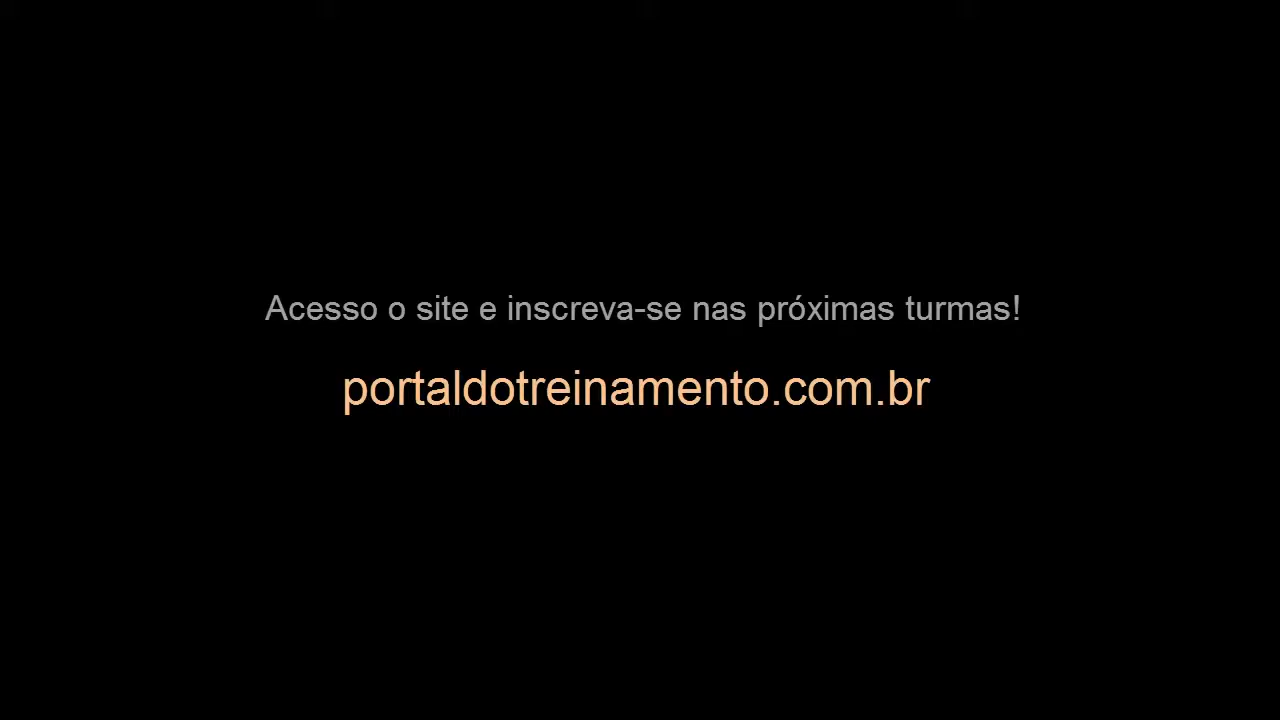 Acesso o site e inscreva-se nas próximas turmas!
portaldotreinamento.com.br